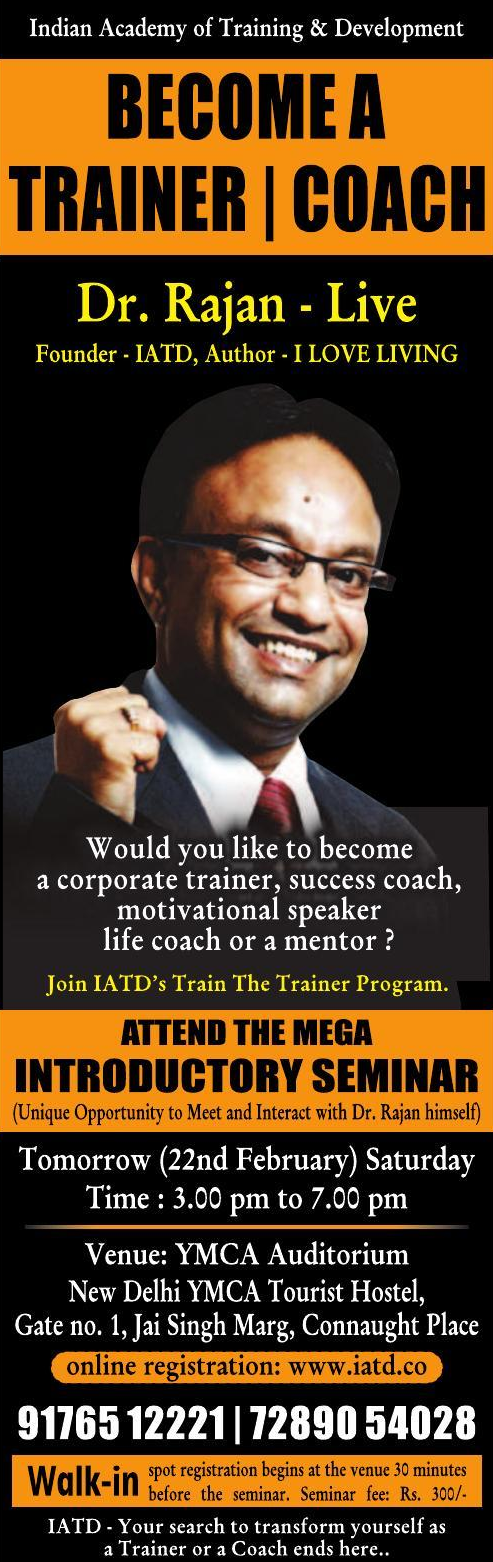 Indian Academy of Training & Development
BECOME A
TRAINER | COACH
Dr. Rajan - Live
Founder - IATD, Author - I LOVE LIVING
Would you like to become
a corporate trainer, success coach,
motivational speaker
life coach or a mentor ?
Join IATD's Train The Trainer Program.
ATTEND THE MEGA
INTRODUCTORY SEMINAR
(Unique Opportunity to Meet and Interact with Dr. Rajan himself)
Tomorrow (22nd February) Saturday
Time : 3.00 pm to 7.00 pm
Venue: YMCA Auditorium
New Delhi YMCA Tourist Hostel,
Gate no. 1, Jai Singh Marg, Connaught Place
online registration: www.iatd.co
91765 12221 | 72890 54028
Walk-in spot registration begins at the venue 30 minutes
before the seminar. Seminar fee: Rs. 300/-
IATD - Your search to transform yourself as
a Trainer or a Coach ends here..